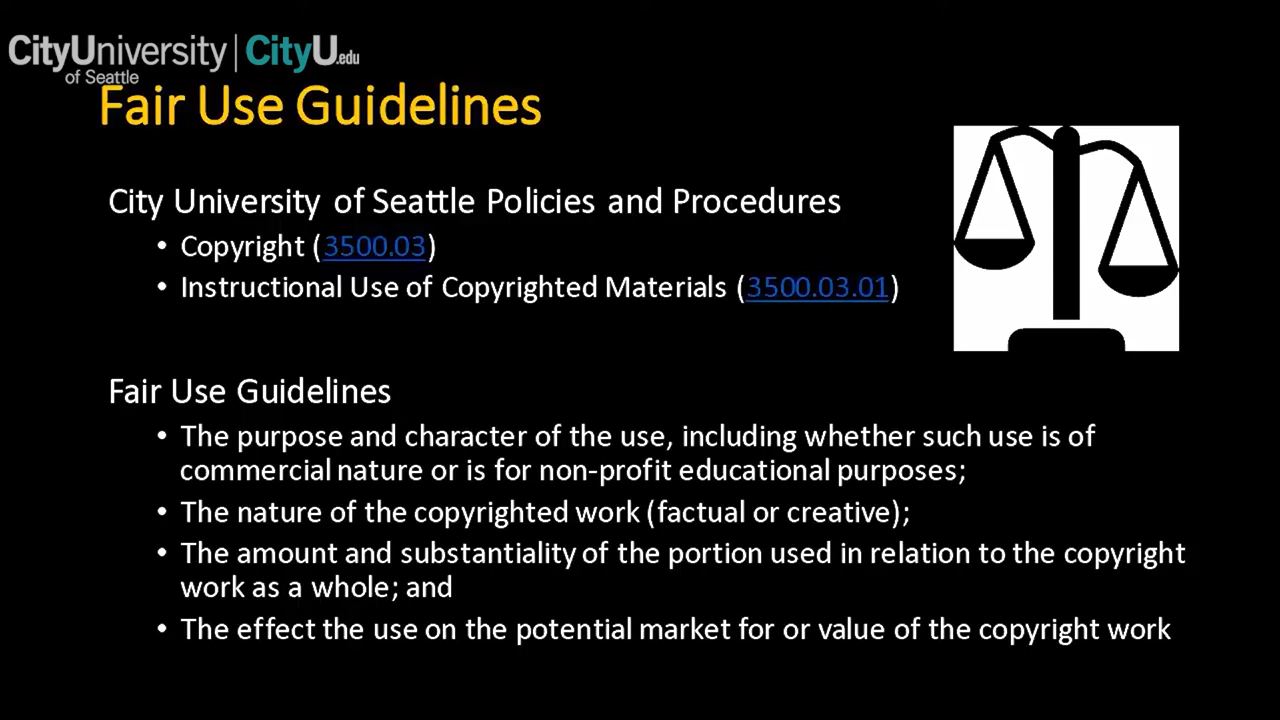 CityUniversity | CityU.edu
of Seattle
Fair Use Guidelines
City University of Seattle Policies and Procedures
• Copyright (3500.03)
• Instructional Use of Copyrighted Materials (3500.03.01)
Fair Use Guidelines
• The purpose and character of the use, including whether such use is of
commercial nature or is for non-profit educational purposes;
• The nature of the copyrighted work (factual or creative);
• The amount and substantiality of the portion used in relation to the copyright
work as a whole; and
• The effect the use on the potential market for or value of the copyright work